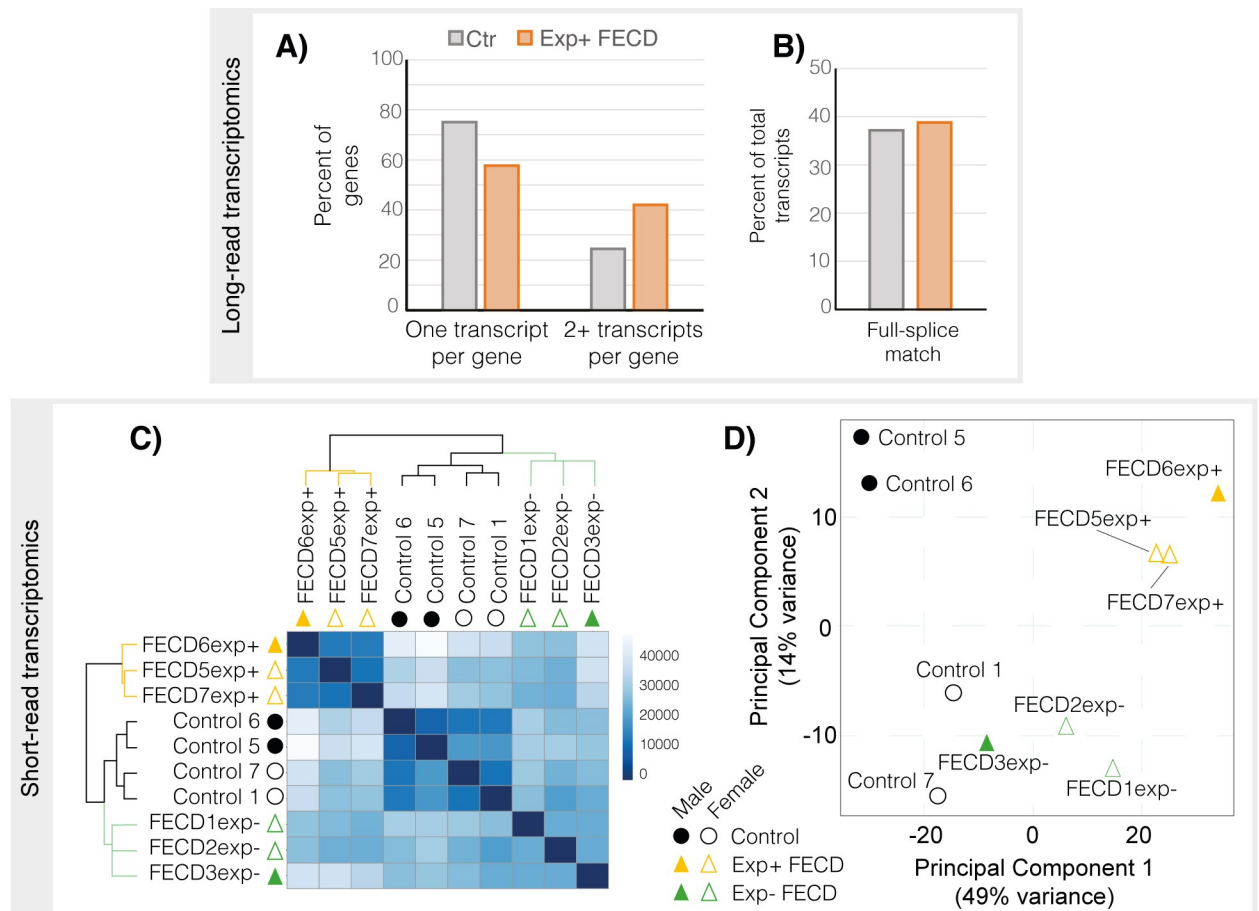 Long-read transcriptomics
A)
Ctr
Exp+ FECD
Percent of
genes
100
80
60
40
20
0
One transcript
per gene
2+ transcripts
per gene
B)
Percent of total
transcripts
50
40
30
20
10
0
Full-splice
match
Short-read transcriptomics
C)
FECD6exp+
FECD5exp+
FECD7exp+
Control 6
Control 5
Control 7
Control 1
FECD1exp-
FECD2exp-
FECD3exp-
FECD6exp+
FECD5exp+
FECD7exp+
Control 6
Control 5
Control 7
Control 1
FECD1exp-
FECD2exp-
FECD3exp-
40000
30000
20000
10000
0
D)
Principal Component 2
(14% variance)
10
0
-10
Control 5
Control 6
FECD6exp+
FECD5exp+
FECD7exp+
Control 1
FECD2exp-
FECD3exp-
Control 7
FECD1exp-
-20
0
20
Principal Component 1
(49% variance)
Male
Female
Control
Exp+ FECD
Exp- FECD